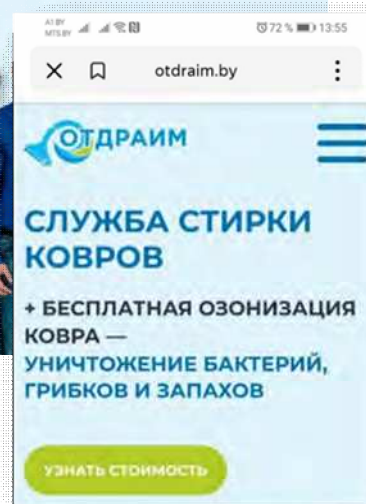 A1 BY
MTS BY
72 % 13:55
otdraim.by
ОТДРАИМ
СЛУЖБА СТИРКИ
КОВРОВ
+ БЕСПЛАТНАЯ ОЗОНИЗАЦИЯ
КОВРА —
УНИЧТОЖЕНИЕ БАКТЕРИЙ,
ГРИБКОВ И ЗАПАХОВ
УЗНАТЬ СТОИМОСТЬ